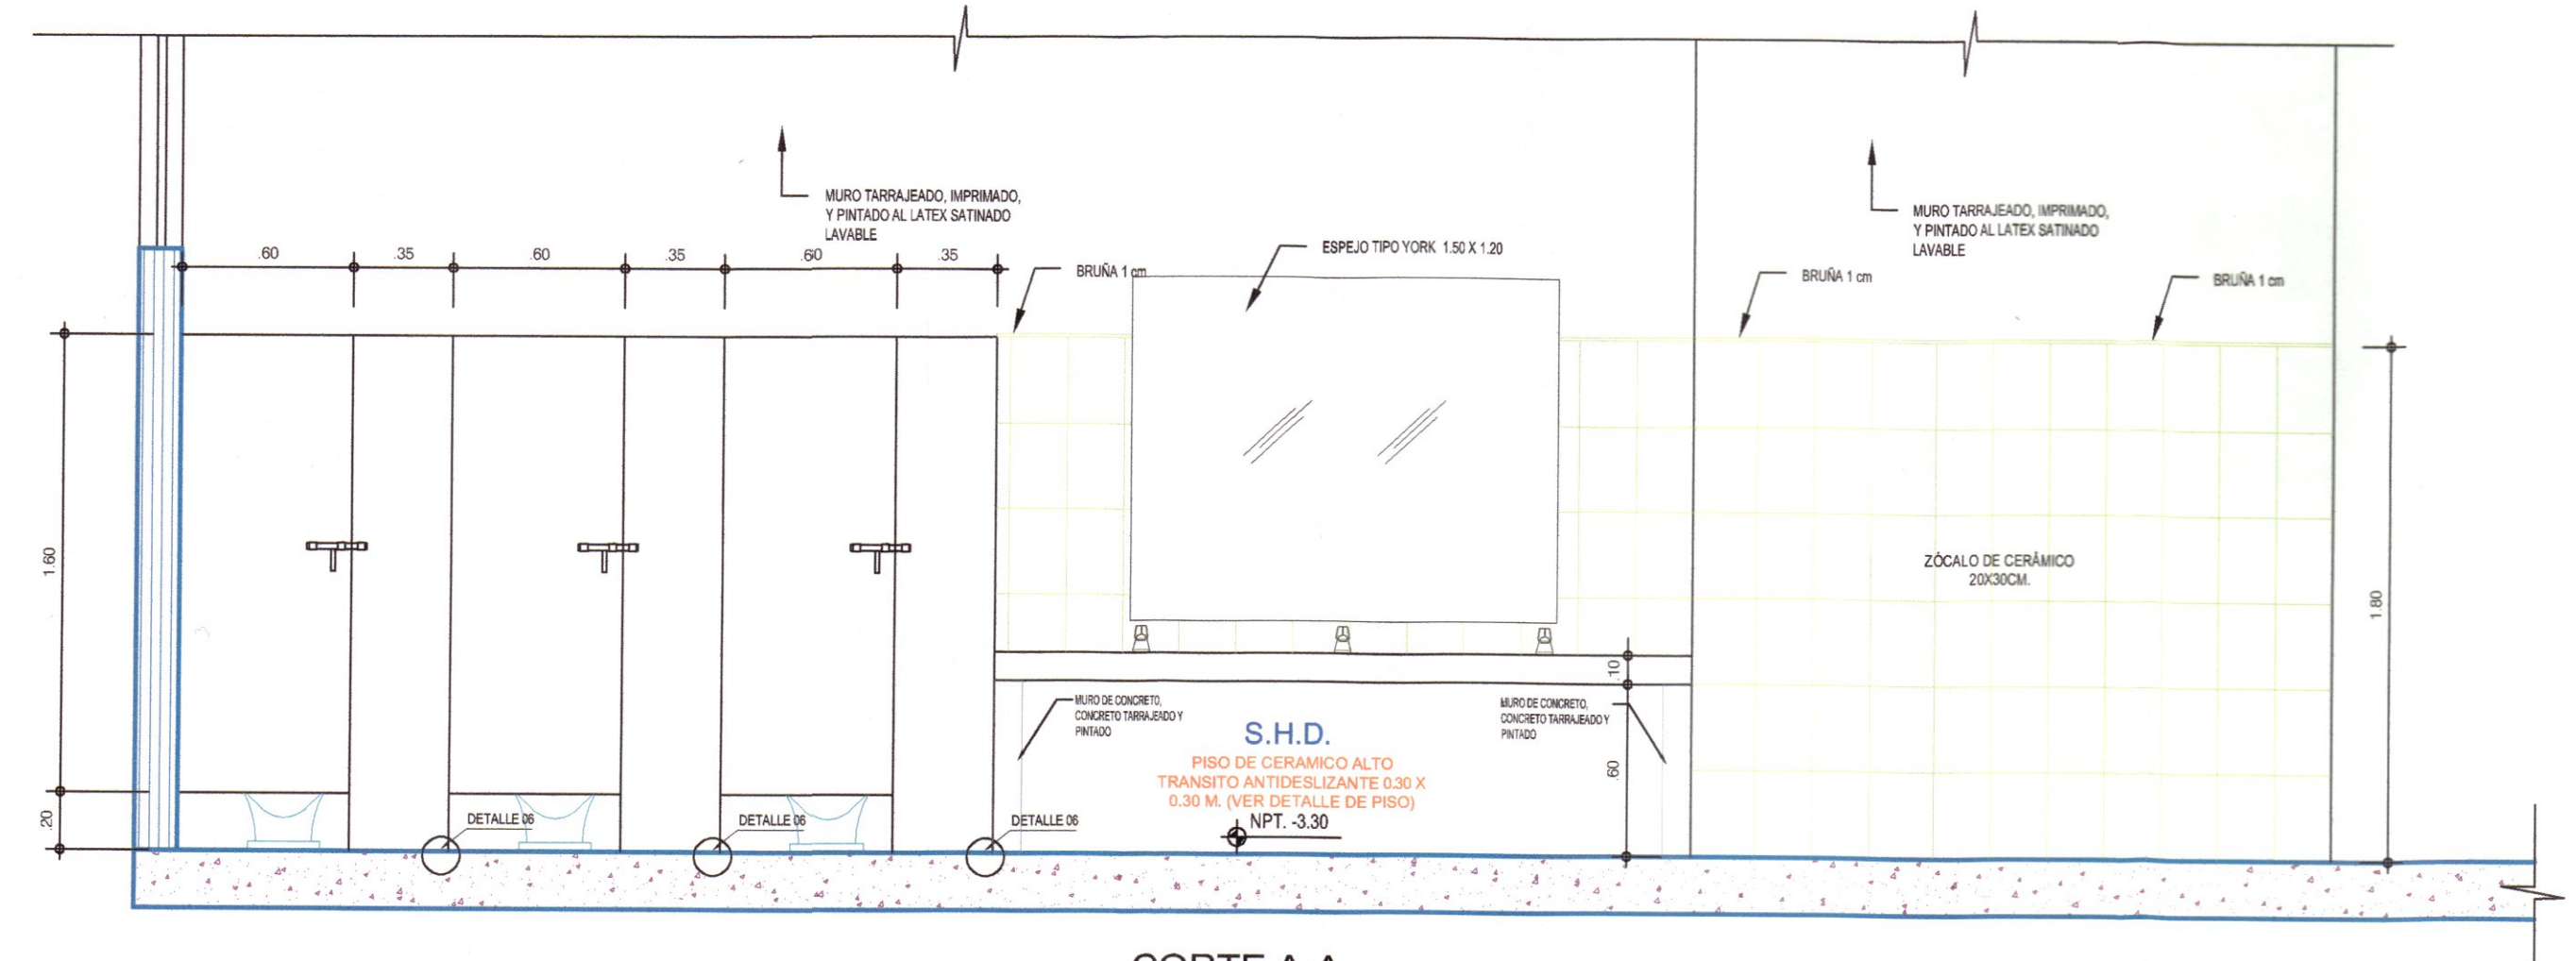 MURO TARRAJEADO, IMPRIMADO,
Y PINTADO AL LATEX SATINADO
LAVABLE
MURO TARRAJEADO, IMPRIMADO,
Y PINTADO AL LATEX SATINADO
LAVABLE
.60
.35
.60
.35
.60
.35
BRUÑA 1 cm
ESPEJO TIPO YORK 1.50 X 1.20
BRUÑA 1 cm
BRUÑA 1 cm
1.60
.20
ZÓCALO DE CERÁMICO
20X30CM.
1.80
.10
.60
MURO DE CONCRETO,
CONCRETO TARRAJEADO Y
PINTADO
MURO DE CONCRETO,
CONCRETO TARRAJEADO Y
PINTADO
S.H.D.
PISO DE CERAMICO ALTO
TRANSITO ANTIDESLIZANTE 0.30 X
0.30 M. (VER DETALLE DE PISO)
NPT. -3.30
DETALLE 06
DETALLE 06
DETALLE 06
CORTE A-A